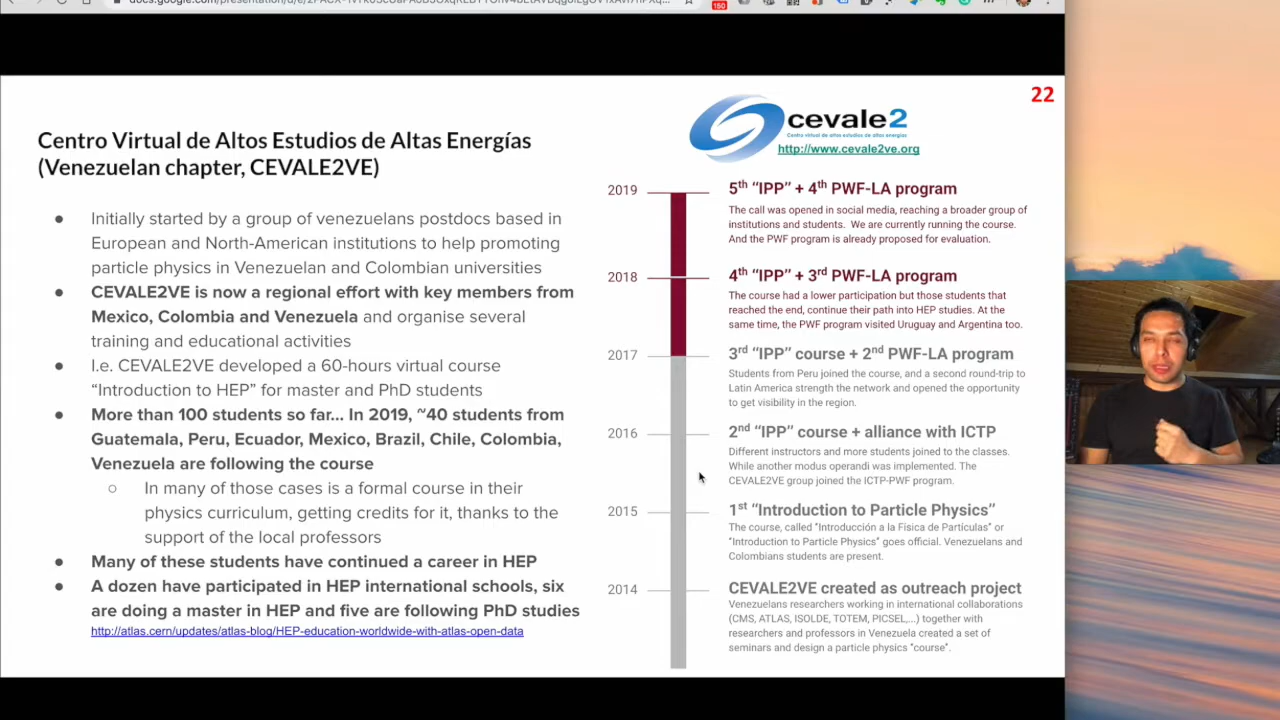 22
Centro Virtual de Altos Estudios de Altas Energías
(Venezuelan chapter, CEVALE2VE)
● Initially started by a group of venezuelans postdocs based in
European and North-American institutions to help promoting
particle physics in Venezuelan and Colombian universities
● CEVALE2VE is now a regional effort with key members from
Mexico, Colombia and Venezuela and organise several
training and educational activities
● I.e. CEVALE2VE developed a 60-hours virtual course
“Introduction to HEP” for master and PhD students
● More than 100 students so far... In 2019, ~40 students from
Guatemala, Peru, Ecuador, Mexico, Brazil, Chile, Colombia,
Venezuela are following the course
○ In many of those cases is a formal course in their
physics curriculum, getting credits for it, thanks to the
support of the local professors
● Many of these students have continued a career in HEP
● A dozen have participated in HEP international schools, six
are doing a master in HEP and five are following PhD studies
http://atlas.cern/updates/atlas-blog/HEP-education-worldwide-with-atlas-open-data
cevale2
Centro virtual de altos estudios de altas energías
http://www.cevale2ve.org
2019
5th “IPP” + 4th PWF-LA program
The call was opened in social media, reaching a broader group of
institutions and students. We are currently running the course.
And the PWF program is already proposed for evaluation.
2018
4th “IPP” + 3rd PWF-LA program
The course had a lower participation but those students that
reached the end, continue their path into HEP studies. At the
same time, the PWF program visited Uruguay and Argentina too.
2017
3rd “IPP” course + 2nd PWF-LA program
Students from Peru joined the course, and a second round-trip to
Latin America strength the network and opened the opportunity
to get visibility in the region.
2016
2nd “IPP” course + alliance with ICTP
Different instructors and more students joined to the classes.
While another modus operandi was implemented. The
CEVALE2VE group joined the ICTP-PWF program.
2015
1st “Introduction to Particle Physics”
The course, called “Introducción a la Física de Partículas” or
“Introduction to Particle Physics” goes official. Venezuelans and
Colombians students are present.
2014
CEVALE2VE created as outreach project
Venezuelans researchers working in international collaborations
(CMS, ATLAS, ISOLDE, TOTEM, PICSEL,...) together with
researchers and professors in Venezuela created a set of
seminars and design a particle physics “course”.